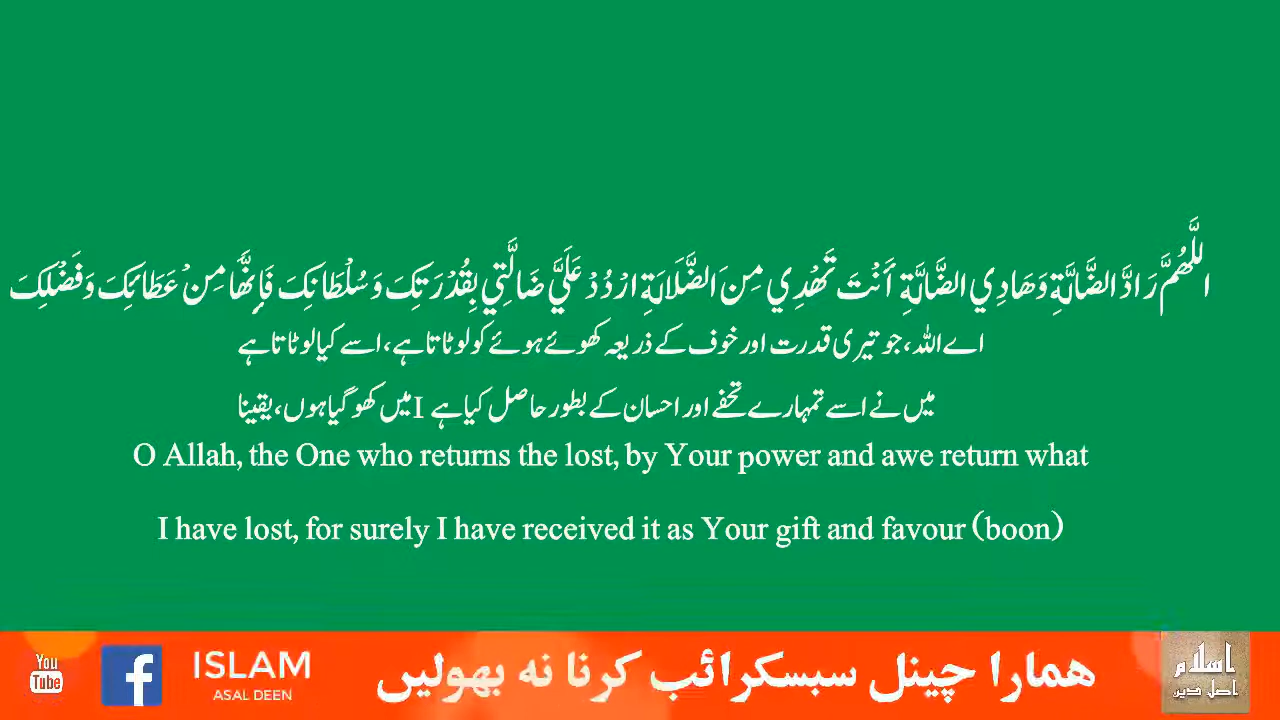 اللَّهُمَّ رَادَّ الضَّالَّةِ وَهَادِي الضَّالَّةِ أَنْتَ تَهْدِي مِنَ الضَّلَالَةِ ارْدُدْ عَلَيَّ ضَالَّتِي بِقُدْرَتِكَ وَسُلْطَانِكَ فَإِنَّهَا مِنْ عَطَائِكَ وَفَضْلِكَ
اے اللہ، جو تیری قدرت اور خوف کے ذریعہ کھوئے ہوئے کو لوٹاتا ہے، اسے کیا لوٹاتا ہے
میں نے اسے تمہارے تحفے اور احسان کے بطور حاصل کیا ہے I میں کھو گیا ہوں، یقینا
O Allah, the One who returns the lost, by Your power and awe return what
I have lost, for surely I have received it as Your gift and favour (boon)
You
Tube
f
ISLAM
ASAL DEEN
همارا چینل سبسکرائب کرنا نه بھولیں
اسلام
اصل دین